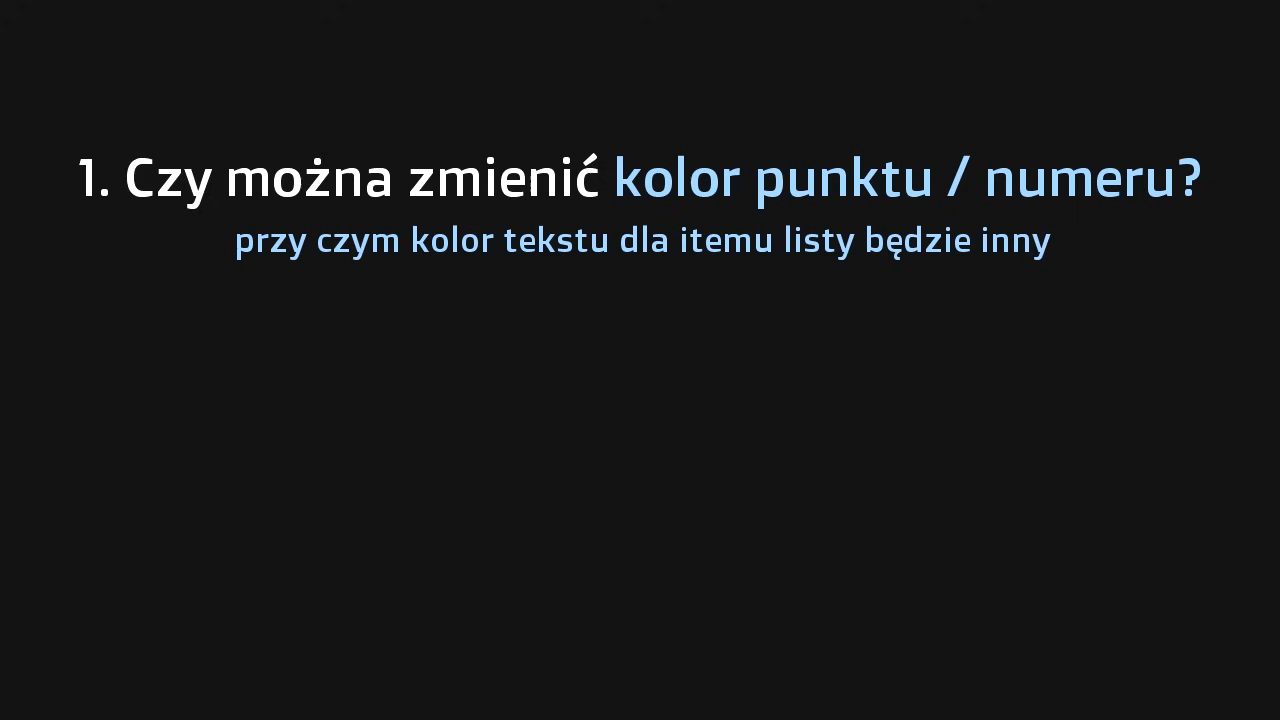 1. Czy można zmienić kolor punktu / numeru?
przy czym kolor tekstu dla itemu listy będzie inny